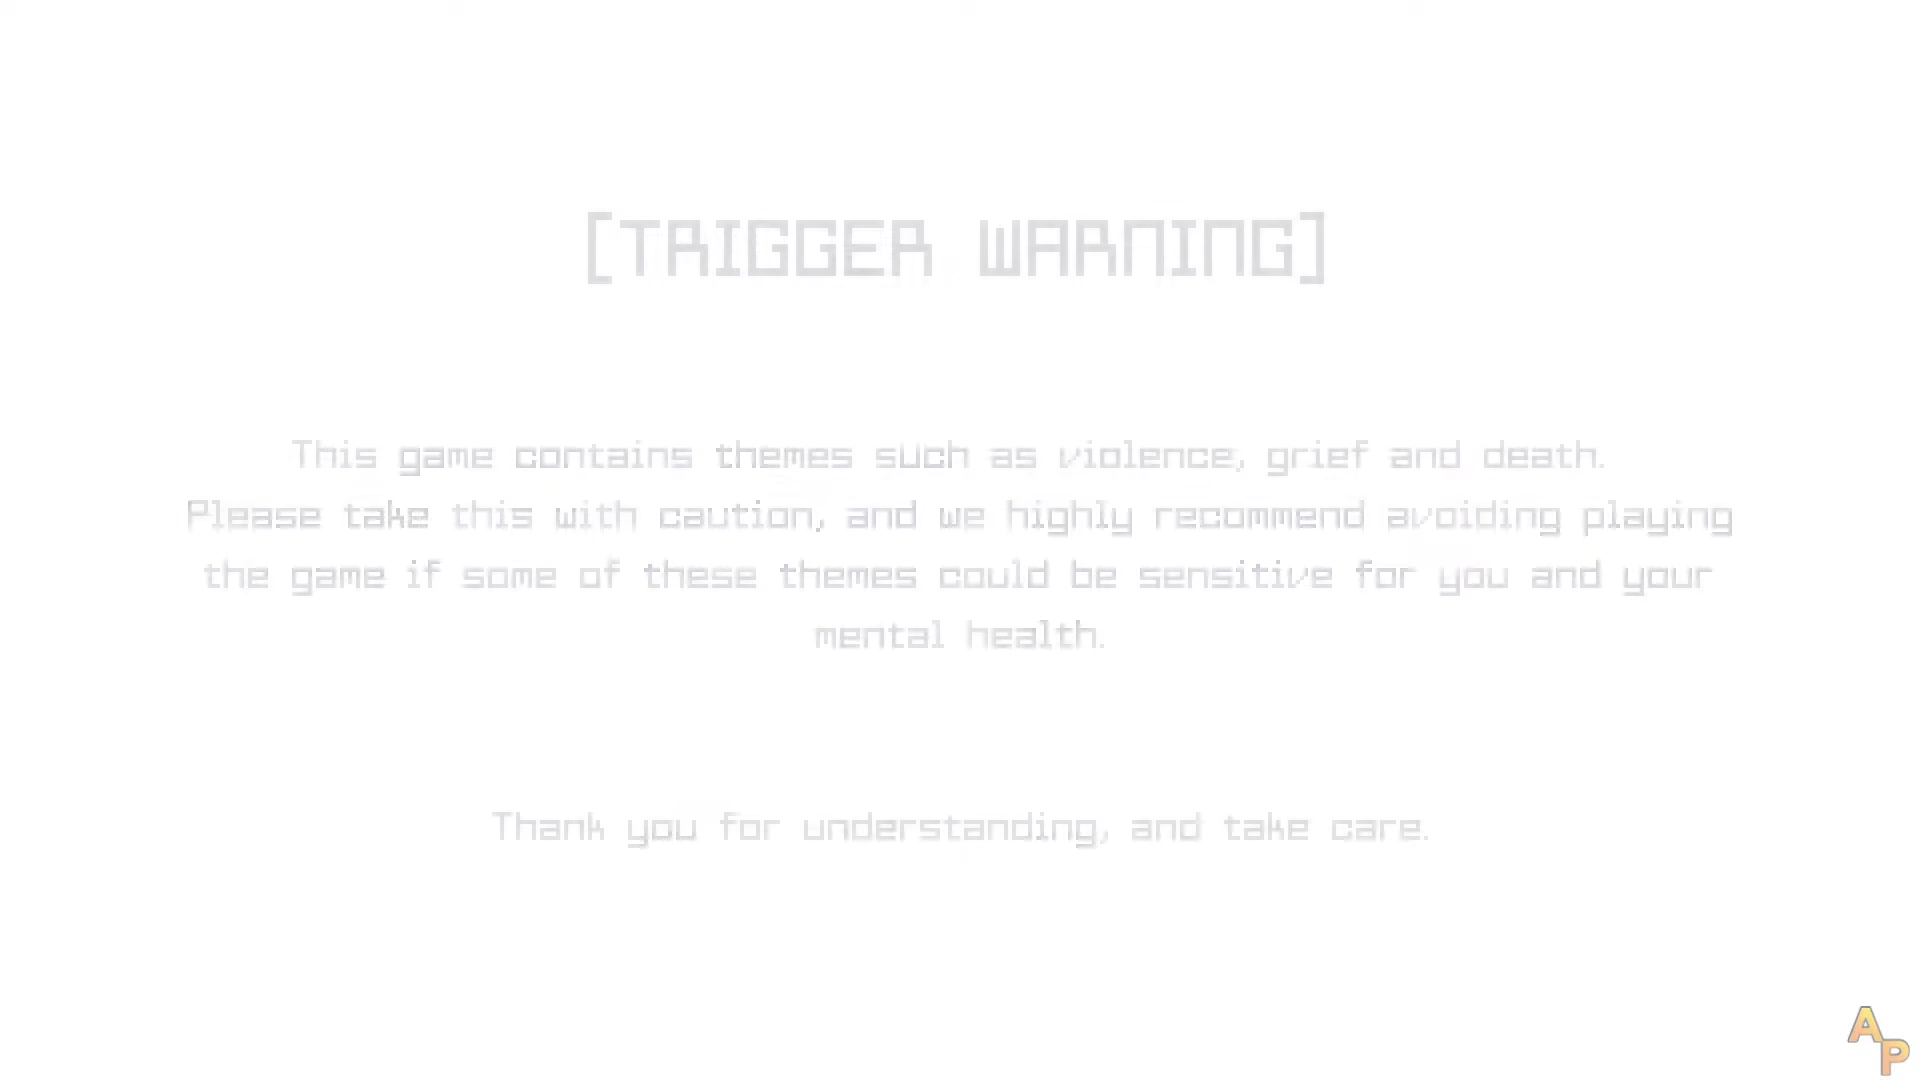 [TRIGGER WARNING]
This game contains themes such as violence, grief and death.
Please take this with caution, and we highly recommend avoiding playing
the game if some of these themes could be sensitive for you and your
mental health.
Thank you for understanding, and take care.
AP